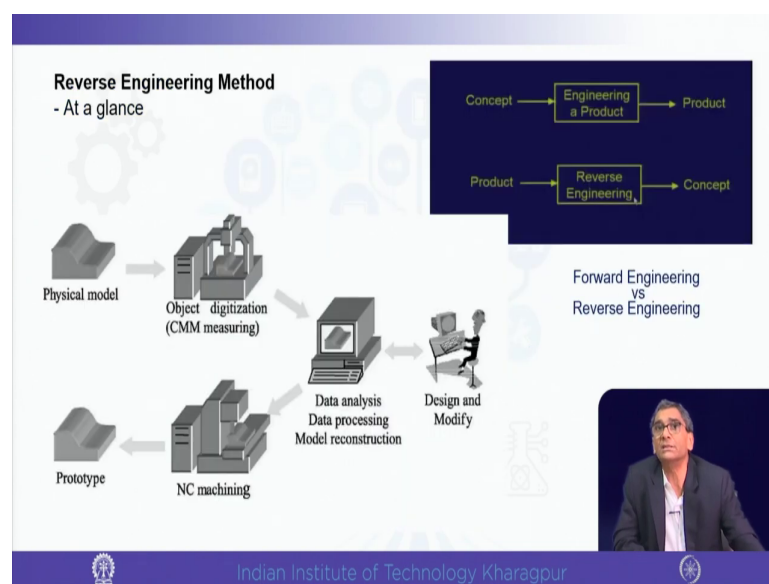 Reverse Engineering Method
- At a glance
Concept
Engineering
a Product
Product
Product
Reverse
Engineering
Concept
Forward Engineering
vs
Reverse Engineering
Physical model
Object digitization
(CMM measuring)
Data analysis
Data processing
Model reconstruction
Design and
Modify
Prototype
NC machining
Indian Institute of Technology Kharagpur